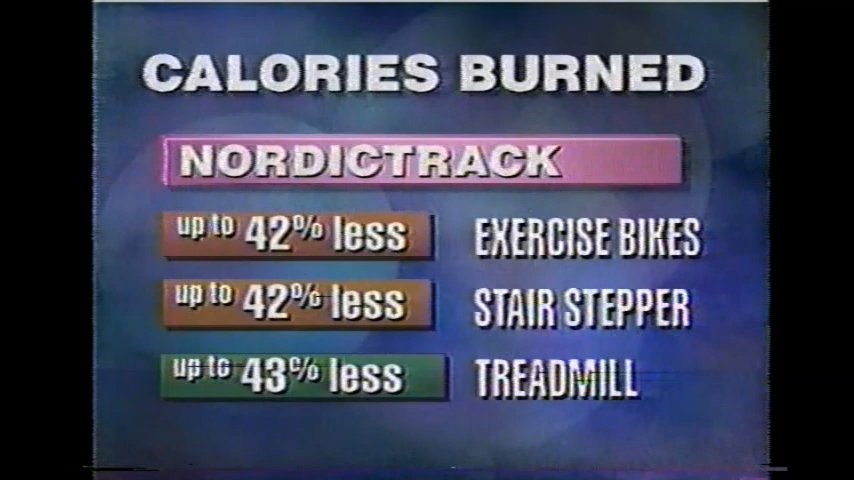 CALORIES BURNED
NORDICTRACK
up to 42% less EXERCISE BIKES
up to 42% less STAIR STEPPER
up to 43% less TREADMILL